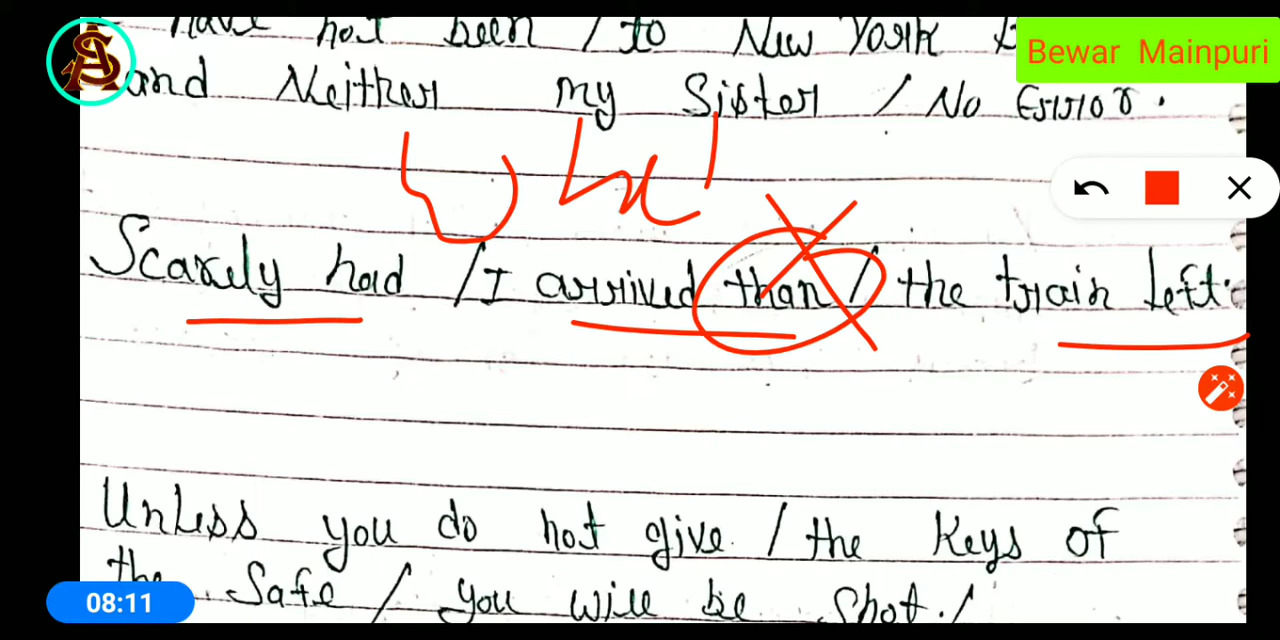 have not been / to New York
Bewar Mainpuri
and Neither my Sister / No Error.
Scarcely had / I arrived than / the train left.
Unless you do not give / the Keys of
the Safe / you will be Shot. /
08:11